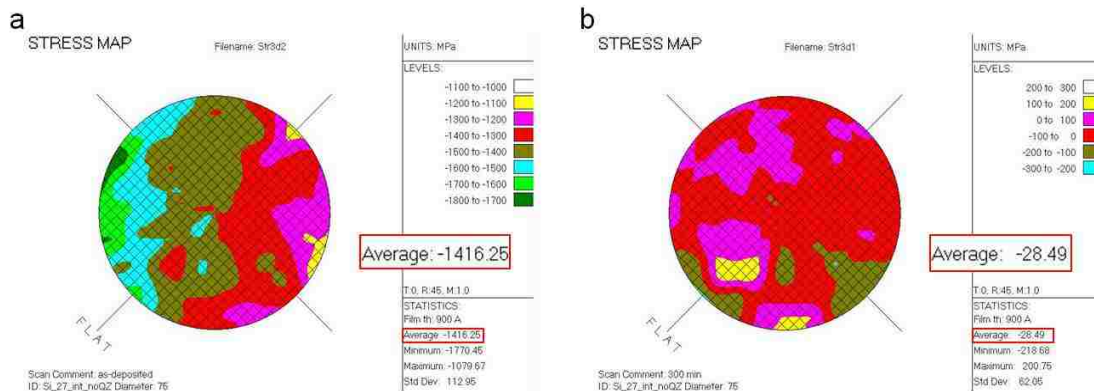 a
STRESS MAP
Filename: Str3d2
UNITS: MPa
LEVELS:
-1100 to -1000
-1200 to -1100
-1300 to -1200
-1400 to -1300
-1500 to -1400
-1600 to -1500
-1700 to -1600
-1800 to -1700
Average: -1416.25
FLAT
T:0, R:45, M:1.0
STATISTICS:
Film th: 900 A
Average: -1416.25
Minimum: -1770.45
Maximum: -1079.67
Std Dev: 112.95
Scan Comment: as-deposited
ID: Si_27_int_noQZ Diameter: 75
b
STRESS MAP
Filename: Str3d1
UNITS: MPa
LEVELS:
200 to 300
100 to 200
0 to 100
-100 to 0
-200 to -100
-300 to -200
Average: -28.49
FLAT
T:0, R:45, M:1.0
STATISTICS
Film th: 900 A
Average: -28.49
Minimum: -218.68
Maximum: 200.75
Std Dev: 62.05
Scan Comment: 300 min
ID: Si_27_int_noQZ Diameter: 75